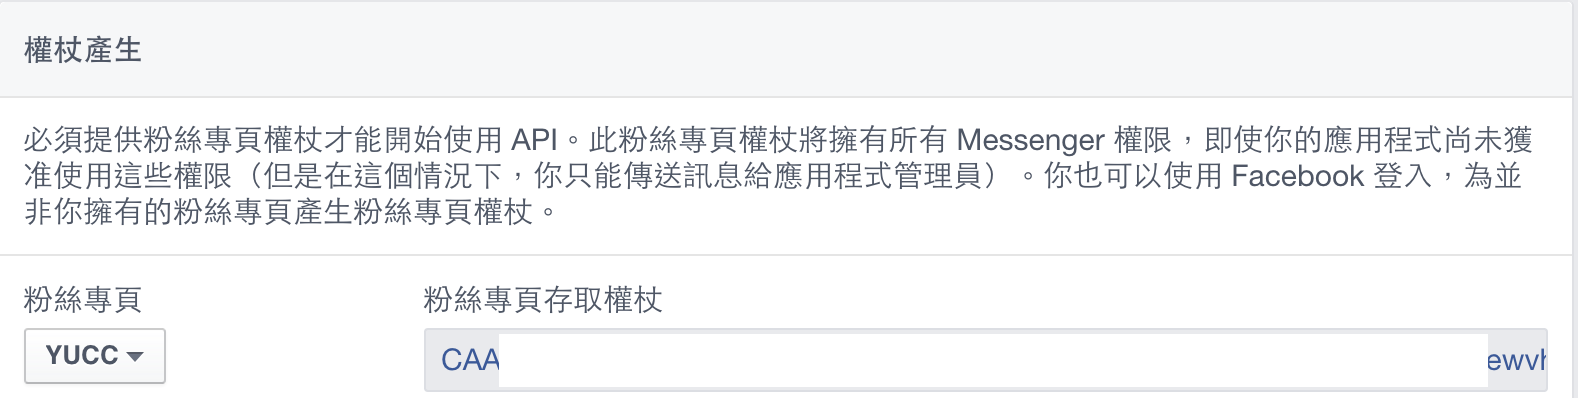 權杖產生
必須提供粉絲專頁權杖才能開始使用 API。此粉絲專頁權杖將擁有所有 Messenger 權限，即使你的應用程式尚未獲
准使用這些權限（但是在這個情況下，你只能傳送訊息給應用程式管理員）。你也可以使用 Facebook 登入，為並
非你擁有的粉絲專頁產生粉絲專頁權杖。
粉絲專頁 粉絲專頁存取權杖
YUCC CAA ewvh